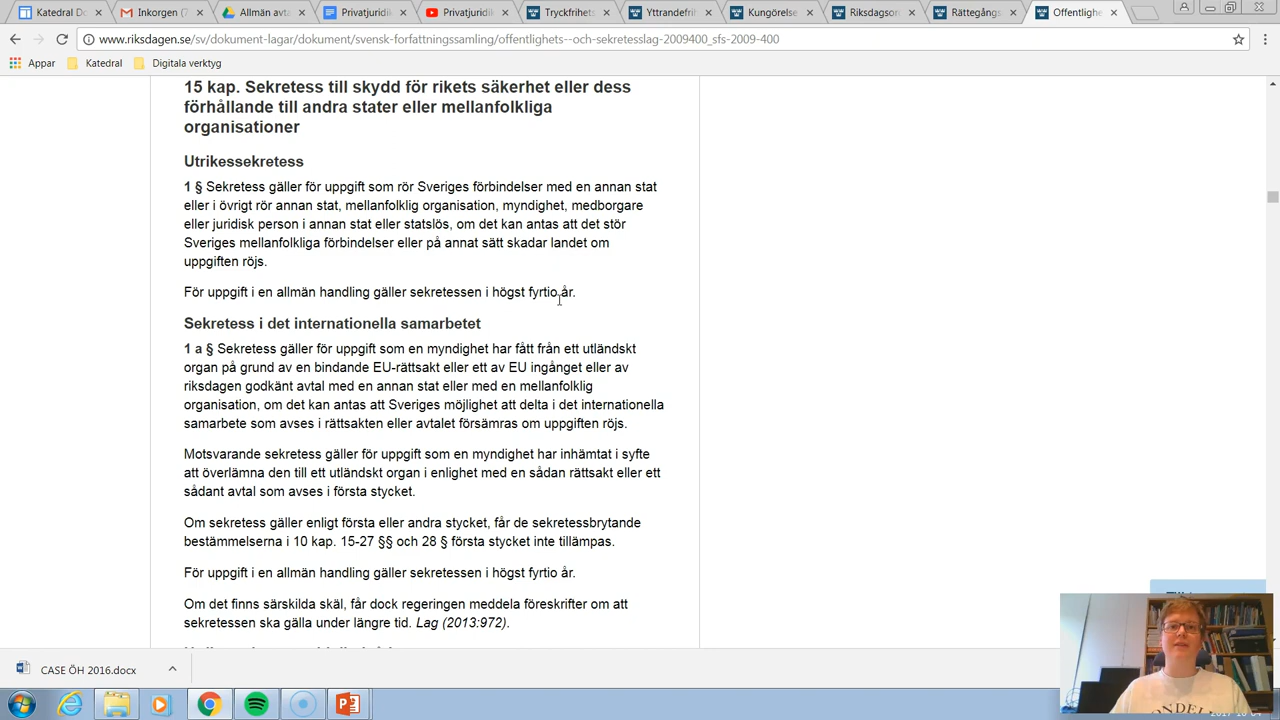 Katedral Do
Inkorgen (7
Allmän avta
Privatjuridik
Privatjuridik
Tryckfrihets
Yttrandefrih
Kungörelse
Riksdagsord
Rättegångs
Offentlighe
www.riksdagen.se/sv/dokument-lagar/dokument/svensk-forfattningssamling/offentlighets--och-sekretesslag-2009400_sfs-2009-400
Appar
Katedral
Digitala verktyg
15 kap. Sekretess till skydd för rikets säkerhet eller dess
förhållande till andra stater eller mellanfolkliga
organisationer
Utrikessekretess
1 § Sekretess gäller för uppgift som rör Sveriges förbindelser med en annan stat
eller i övrigt rör annan stat, mellanfolklig organisation, myndighet, medborgare
eller juridisk person i annan stat eller statslös, om det kan antas att det stör
Sveriges mellanfolkliga förbindelser eller på annat sätt skadar landet om
uppgiften röjs.
För uppgift i en allmän handling gäller sekretessen i högst fyrtio år.
Sekretess i det internationella samarbetet
1 a § Sekretess gäller för uppgift som en myndighet har fått från ett utländskt
organ på grund av en bindande EU-rättsakt eller ett av EU ingånget eller av
riksdagen godkänt avtal med en annan stat eller med en mellanfolklig
organisation, om det kan antas att Sveriges möjlighet att delta i det internationella
samarbete som avses i rättsakten eller avtalet försämras om uppgiften röjs.
Motsvarande sekretess gäller för uppgift som en myndighet har inhämtat i syfte
att överlämna den till ett utländskt organ i enlighet med en sådan rättsakt eller ett
sådant avtal som avses i första stycket.
Om sekretess gäller enligt första eller andra stycket, får de sekretessbrytande
bestämmelserna i 10 kap. 15-27 §§ och 28 § första stycket inte tillämpas.
För uppgift i en allmän handling gäller sekretessen i högst fyrtio år.
Om det finns särskilda skäl, får dock regeringen meddela föreskrifter om att
sekretessen ska gälla under längre tid. Lag (2013:972).
CASE ÖH 2016.docx